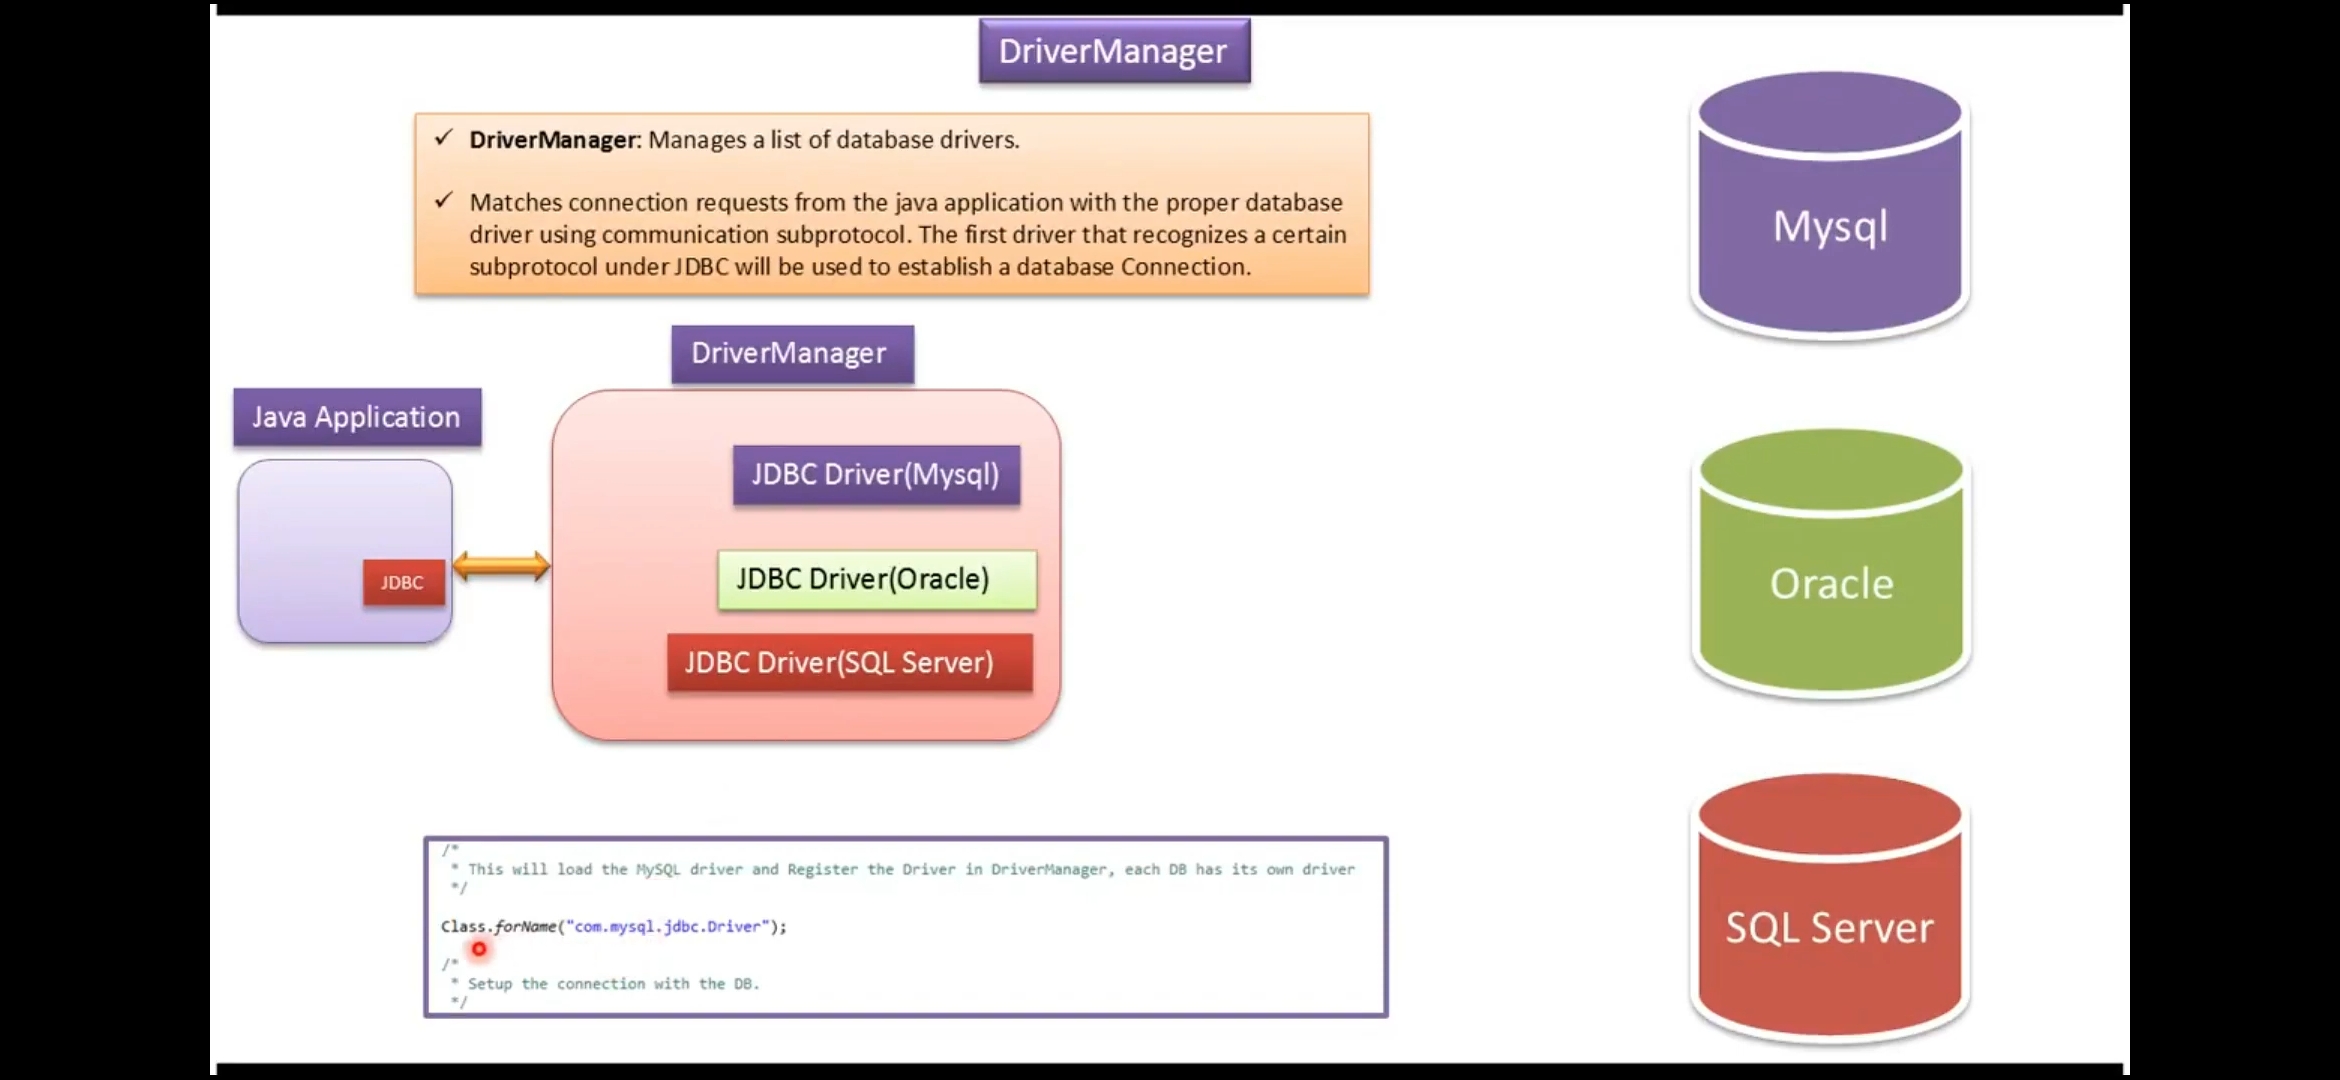 DriverManager
✓ DriverManager: Manages a list of database drivers.
✓ Matches connection requests from the java application with the proper database
driver using communication subprotocol. The first driver that recognizes a certain
subprotocol under JDBC will be used to establish a database Connection.
Mysql
DriverManager
Java Application
JDBC Driver(Mysql)
JDBC
JDBC Driver(Oracle)
JDBC Driver(SQL Server)
Oracle
/*
* This will load the MySQL driver and Register the Driver in DriverManager, each DB has its own driver
*/
Class.forName("com.mysql.jdbc.Driver");
/*
* Setup the connection with the DB.
*/
SQL Server